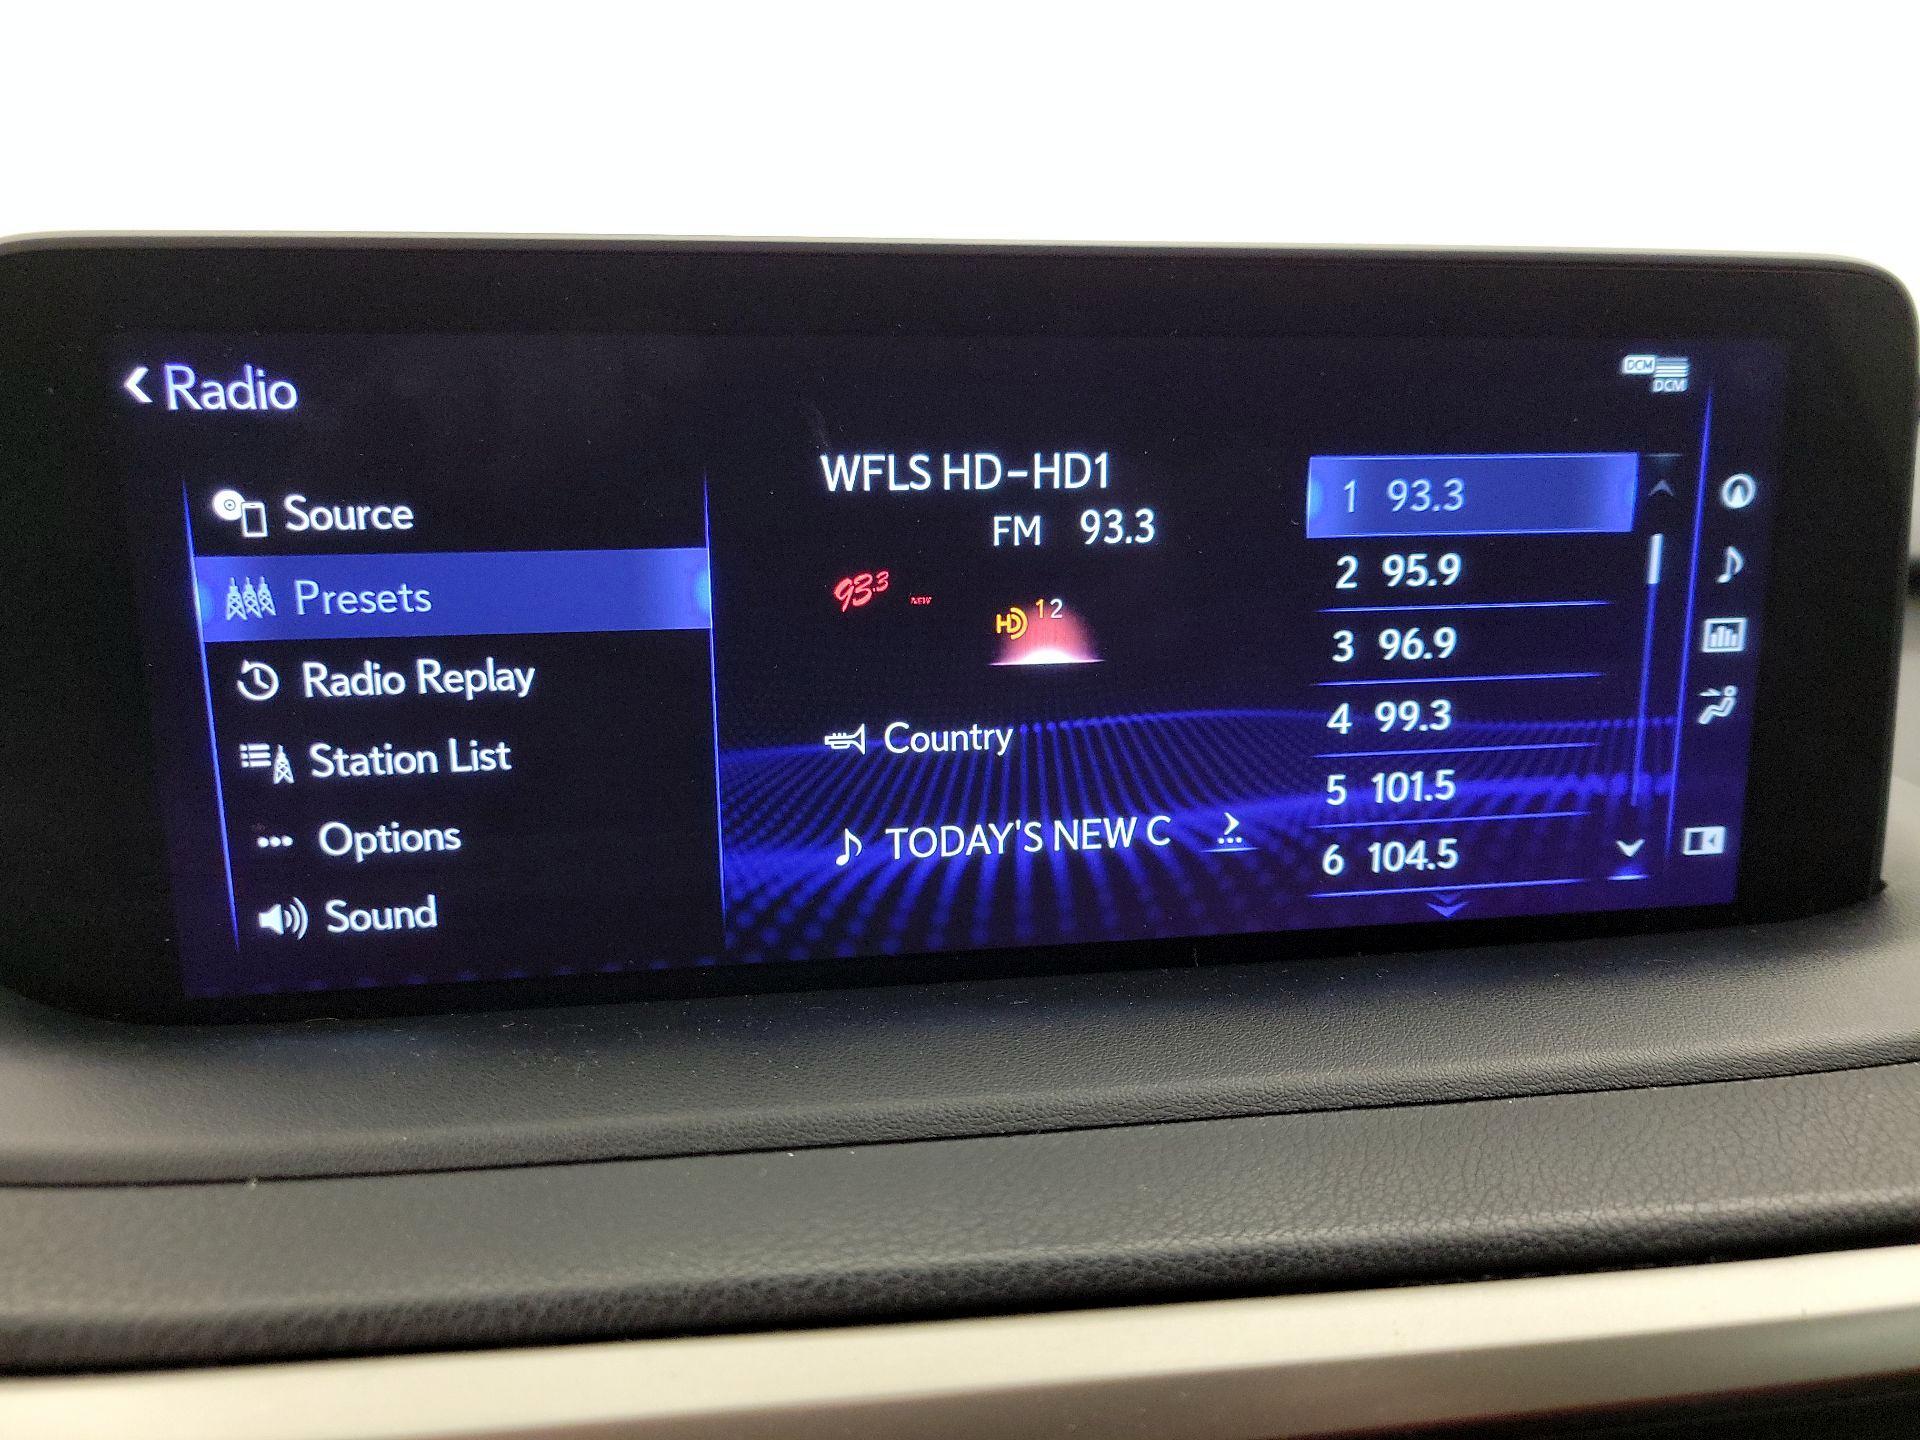 Radio
DCM
DCM
Source
Presets
Radio Replay
Station List
Options
Sound
WFLS HD-HD1
FM 93.3
93.3 NEW
HD 1 2
Country
TODAY'S NEW C
1 93.3
2 95.9
3 96.9
4 99.3
5 101.5
6 104.5